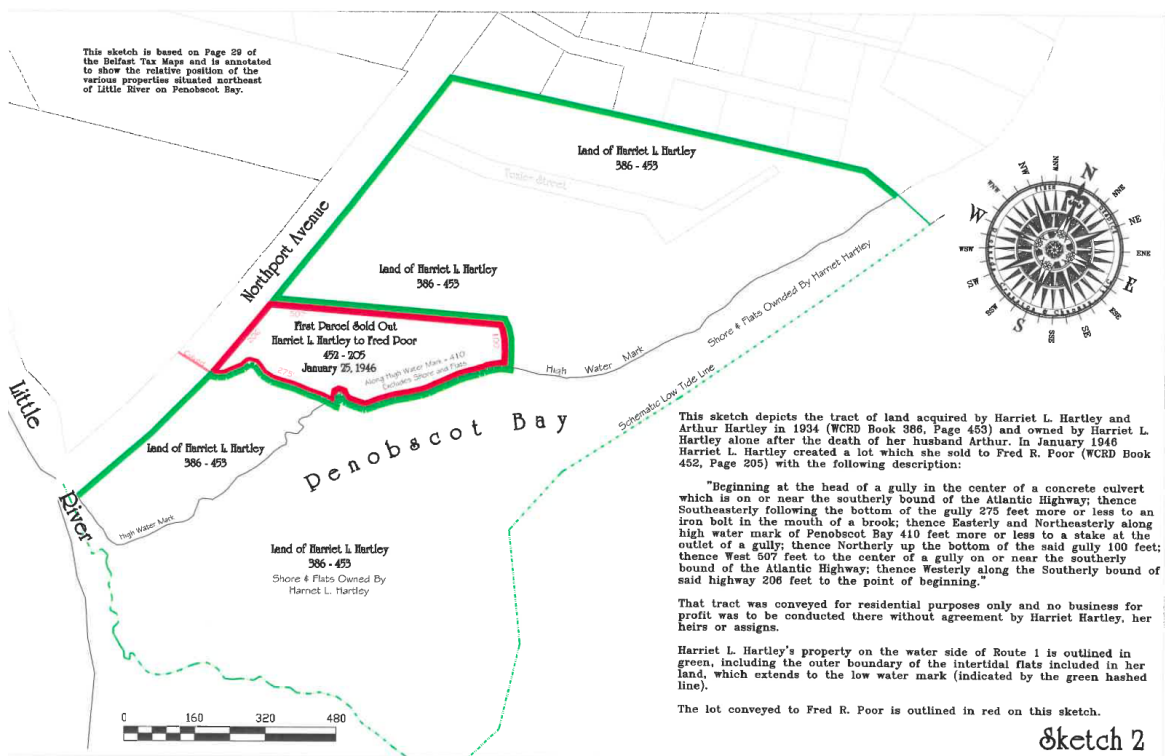 This sketch is based on Page 29 of
the Belfast Tax Maps and is annotated
to show the relative position of the
various properties situated northeast
of Little River on Penobscot Bay.
Land of Harriet L. Hartley
386 - 453
Northport Avenue
Land of Harriet L. Hartley
386 - 453
First Parcel Sold Out
Harriet L. Hartley to Fred Poor
452 - 205
January 25, 1946
275
100
Along High Water Mark = 410'
Excludes Shore and Flats
High Water Mark
Shore & Flats Ownded By Harriet Hartley
Schematic Low Tide Line
N
NNE
NE
ENE
E
ESE
SE
SSE
S
SSW
SW
WSW
W
WNW
NW
Little
River
Land of Harriet L. Hartley
386 - 453
Penobscot Bay
High Water Mark
Land of Harriet L. Hartley
386 - 453
Shore & Flats Owned By
Harriet L. Hartley
0 160 320 480
This sketch depicts the tract of land acquired by Harriet L. Hartley and
Arthur Hartley in 1934 (WCRD Book 386, Page 453) and owned by Harriet L.
Hartley alone after the death of her husband Arthur. In January 1946
Harriet L. Hartley created a lot which she sold to Fred R. Poor (WCRD Book
452, Page 205) with the following description:
"Beginning at the head of a gully in the center of a concrete culvert
which is on or near the southerly bound of the Atlantic Highway; thence
Southeasterly following the bottom of the gully 275 feet more or less to an
iron bolt in the mouth of a brook; thence Easterly and Northeasterly along
high water mark of Penobscot Bay 410 feet more or less to a stake at the
outlet of a gully; thence Northerly up the bottom of the said gully 100 feet;
thence West 507 feet to the center of a gully on or near the southerly
bound of the Atlantic Highway; thence Westerly along the Southerly bound of
said highway 206 feet to the point of beginning."
That tract was conveyed for residential purposes only and no business for
profit was to be conducted there without agreement by Harriet Hartley, her
heirs or assigns.
Harriet L. Hartley's property on the water side of Route 1 is outlined in
green, including the outer boundary of the intertidal flats included in her
land, which extends to the low water mark (indicated by the green hashed
line).
The lot conveyed to Fred R. Poor is outlined in red on this sketch.
Sketch 2